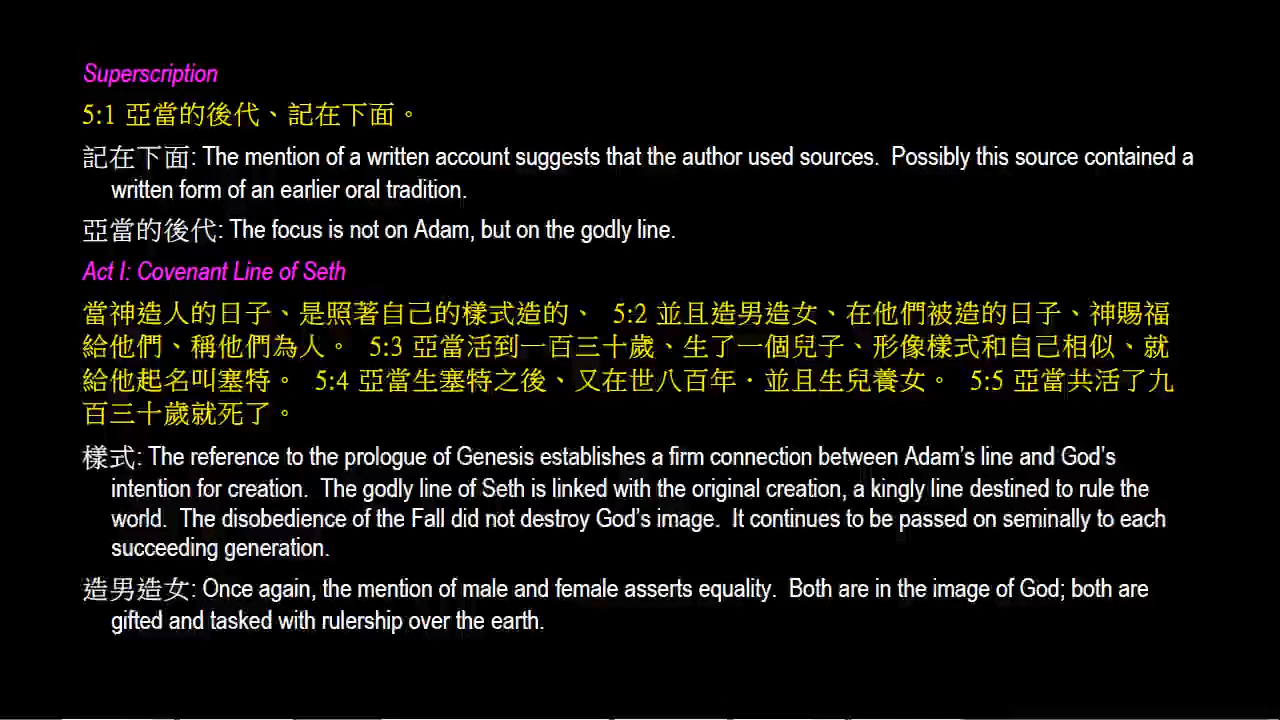 Superscription
5:1 亞當的後代、記在下面。
記在下面: The mention of a written account suggests that the author used sources.  Possibly this source contained a
written form of an earlier oral tradition.
亞當的後代: The focus is not on Adam, but on the godly line.
Act I: Covenant Line of Seth
當神造人的日子、是照著自己的樣式造的、  5:2 並且造男造女、在他們被造的日子、神賜福
給他們、稱他們為人。  5:3 亞當活到一百三十歲、生了一個兒子、形像樣式和自己相似、就
給他起名叫塞特。  5:4 亞當生塞特之後、又在世八百年．並且生兒養女。  5:5 亞當共活了九
百三十歲就死了。
樣式: The reference to the prologue of Genesis establishes a firm connection between Adam’s line and God’s
intention for creation.  The godly line of Seth is linked with the original creation, a kingly line destined to rule the
world.  The disobedience of the Fall did not destroy God’s image.  It continues to be passed on seminally to each
succeeding generation.
造男造女: Once again, the mention of male and female asserts equality.  Both are in the image of God; both are
gifted and tasked with rulership over the earth.